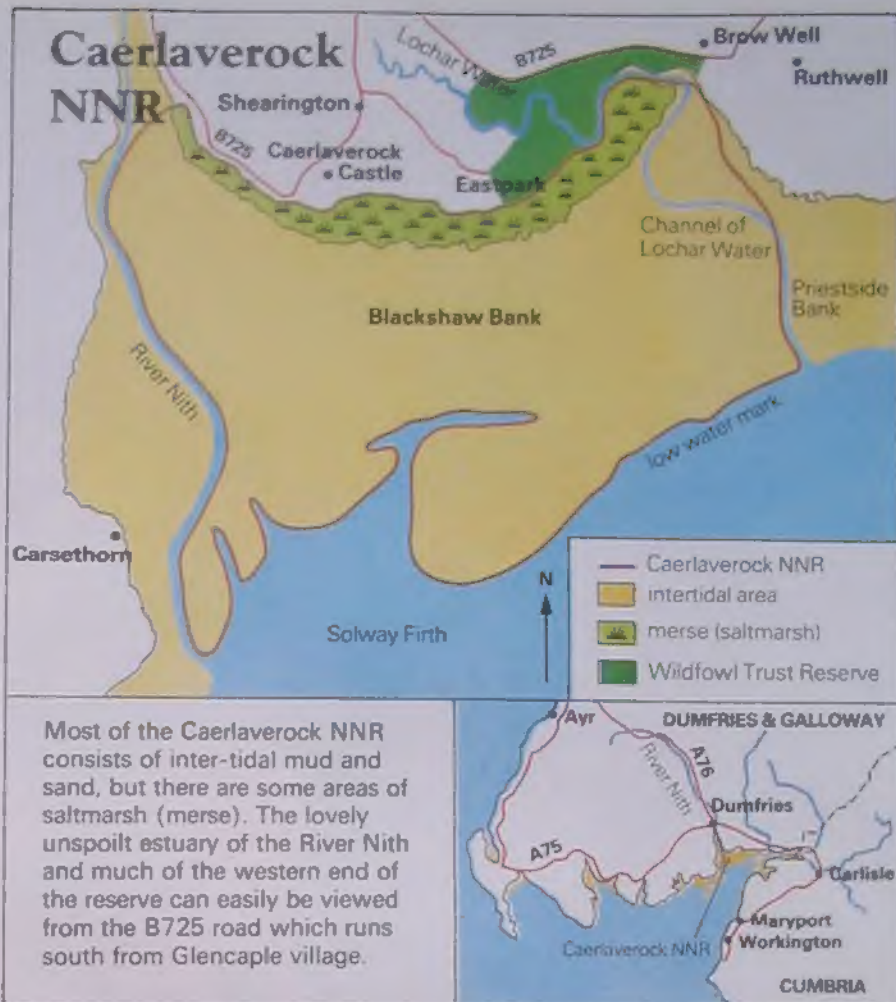 Caerlaverock
NNR
Lochar Water
B725
Brow Well
Ruthwell
Shearington
B725
Caerlaverock
Castle
Eastpark
Channel of
Lochar Water
Priestside
Bank
Blackshaw Bank
River Nith
low water mark
Carsethorn
Solway Firth
N
Caerlaverock NNR
intertidal area
merse (saltmarsh)
Wildfowl Trust Reserve
Most of the Caerlaverock NNR
consists of inter-tidal mud and
sand, but there are some areas of
saltmarsh (merse). The lovely
unspoilt estuary of the River Nith
and much of the western end of
the reserve can easily be viewed
from the B725 road which runs
south from Glencaple village.
Ayr
DUMFRIES & GALLOWAY
River Nith
A76
Dumfries
A75
Carlisle
Maryport
Caerlaverock NNR
Workington
CUMBRIA